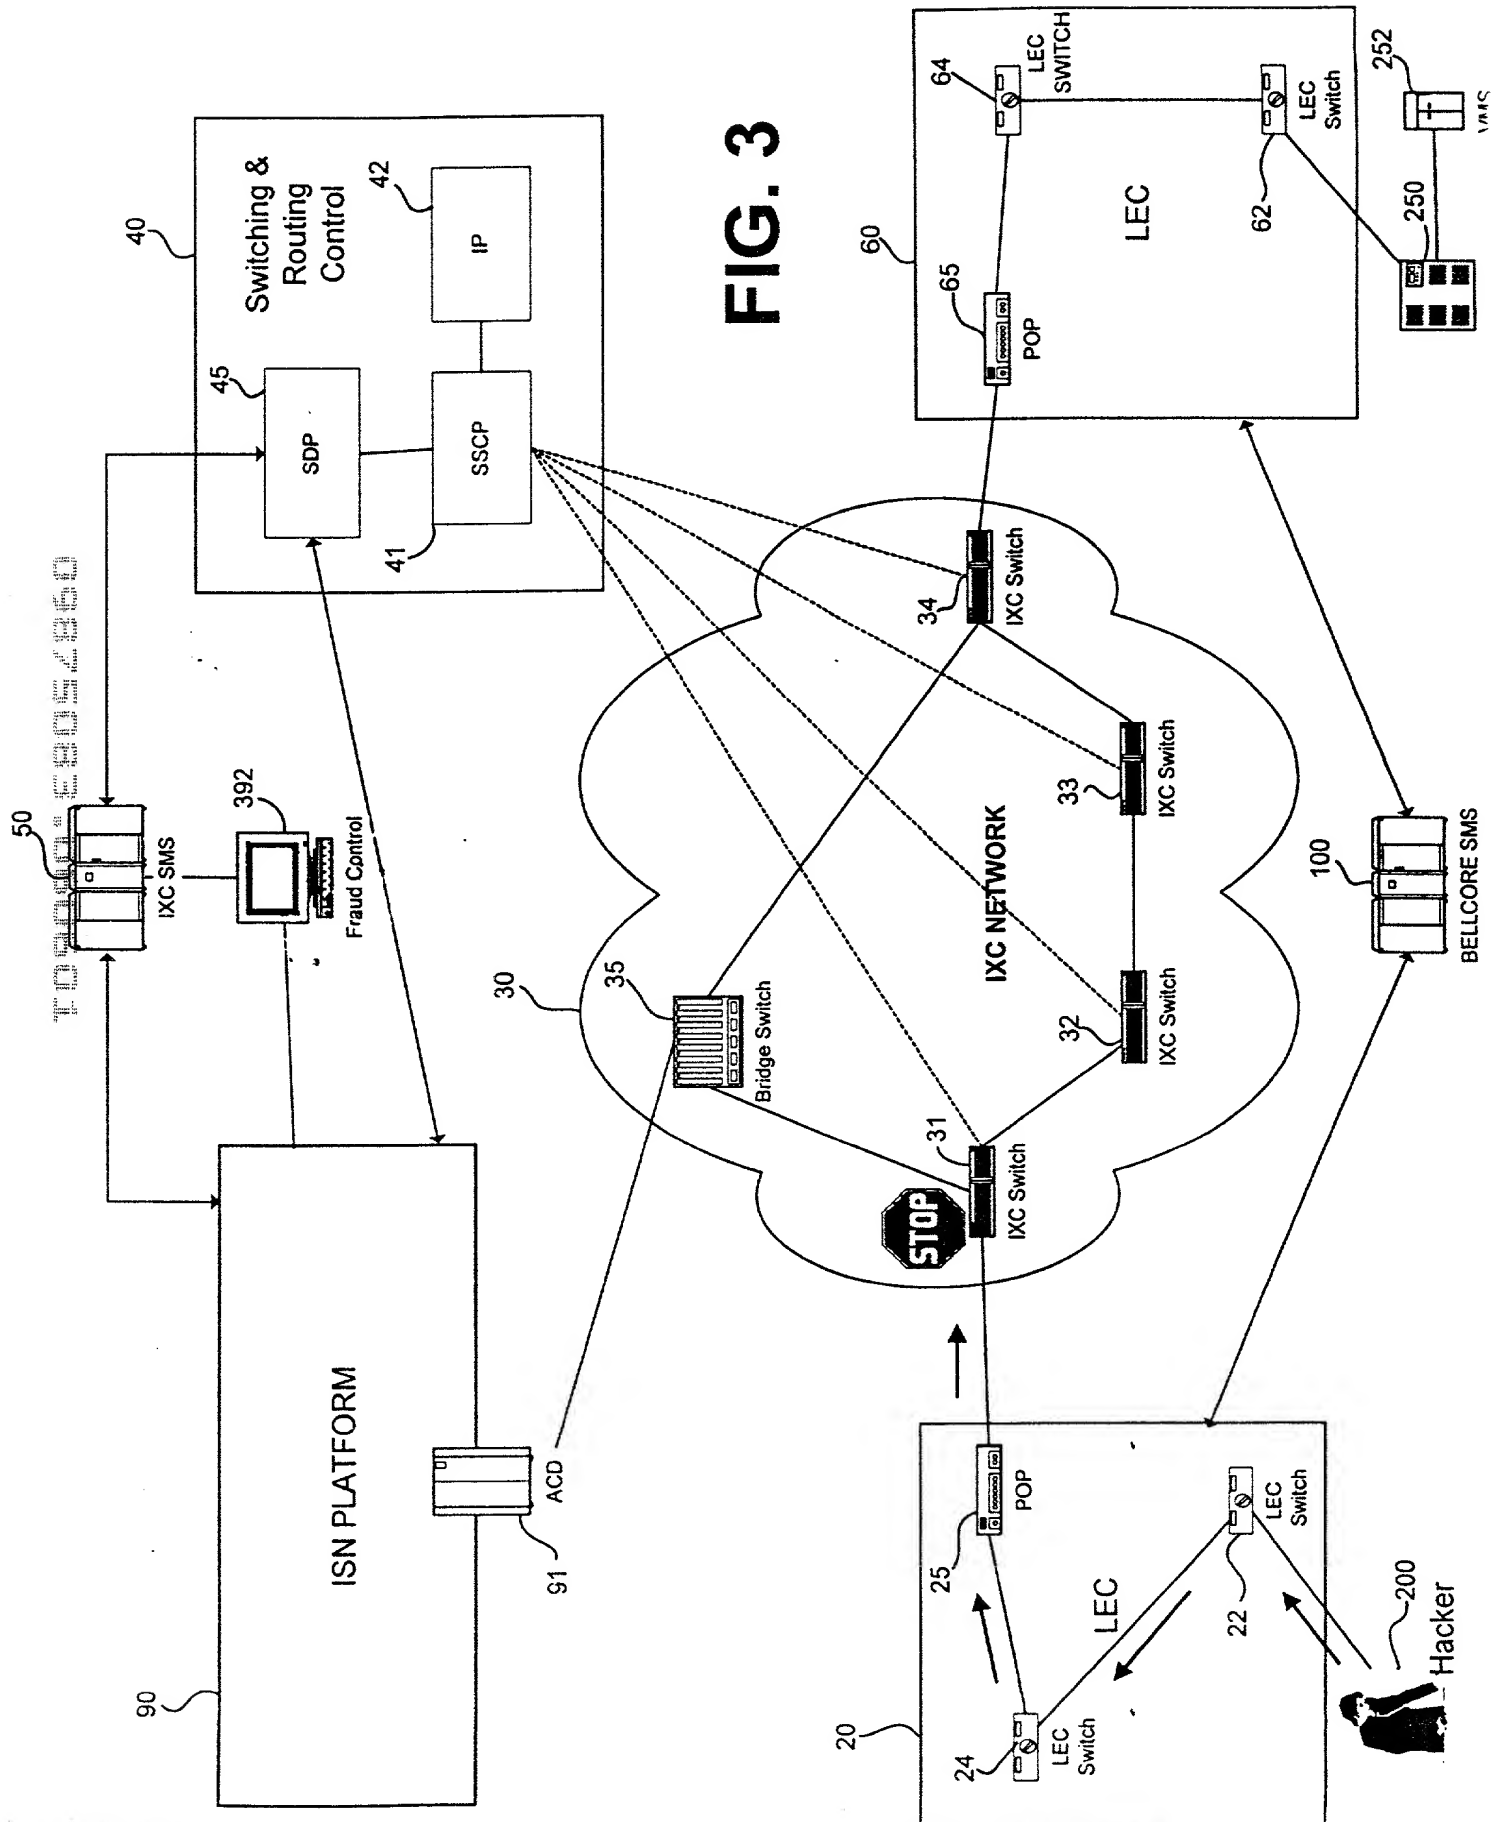 FIG. 3
10280" E8052860
50
IXC SMS
392
Fraud Control
40
Switching &
Routing
Control
45
SDP
42
IP
41
SSCP
90
ISN PLATFORM
ACD
91
30
35
Bridge Switch
IXC NETWORK
31
IXC Switch
STOP
32
IXC Switch
33
IXC Switch
34
IXC Switch
20
LEC
25
POP
24
LEC
Switch
22
LEC
Switch
200
Hacker
60
LEC
65
POP
64
LEC
SWITCH
62
LEC
Switch
250
252
VMS
100
BELLCORE SMS